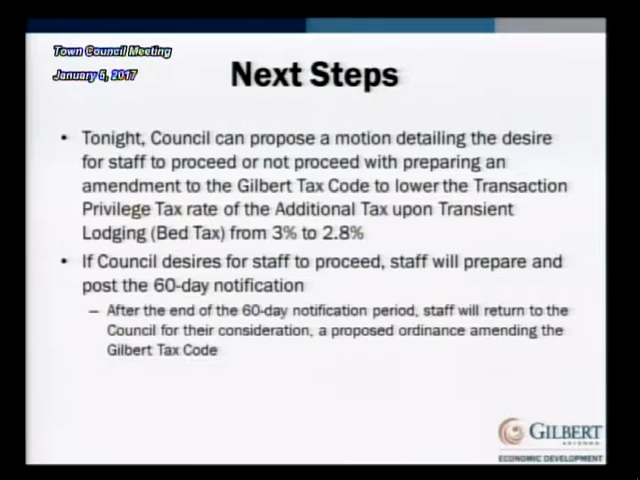 Town Council Meeting
January 5, 2017
Next Steps
• Tonight, Council can propose a motion detailing the desire
for staff to proceed or not proceed with preparing an
amendment to the Gilbert Tax Code to lower the Transaction
Privilege Tax rate of the Additional Tax upon Transient
Lodging (Bed Tax) from 3% to 2.8%
• If Council desires for staff to proceed, staff will prepare and
post the 60-day notification
– After the end of the 60-day notification period, staff will return to the
Council for their consideration, a proposed ordinance amending the
Gilbert Tax Code
GILBERT
ARIZONA
ECONOMIC DEVELOPMENT